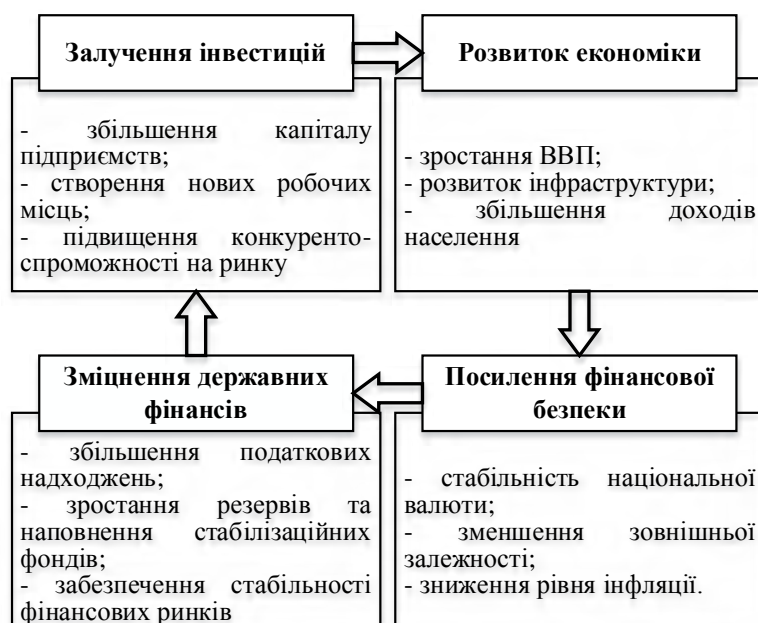 Залучення інвестицій
- збільшення капіталу
підприємств;
- створення нових робочих
місць;
- підвищення конкуренто-
спроможності на ринку
Розвиток економіки
- зростання ВВП;
- розвиток інфраструктури;
- збільшення доходів
населення
Зміцнення державних
фінансів
- збільшення податкових
надходжень;
- зростання резервів та
наповнення стабілізаційних
фондів;
- забезпечення стабільності
фінансових ринків
Посилення фінансової
безпеки
- стабільність національної
валюти;
- зменшення зовнішньої
залежності;
- зниження рівня інфляції.